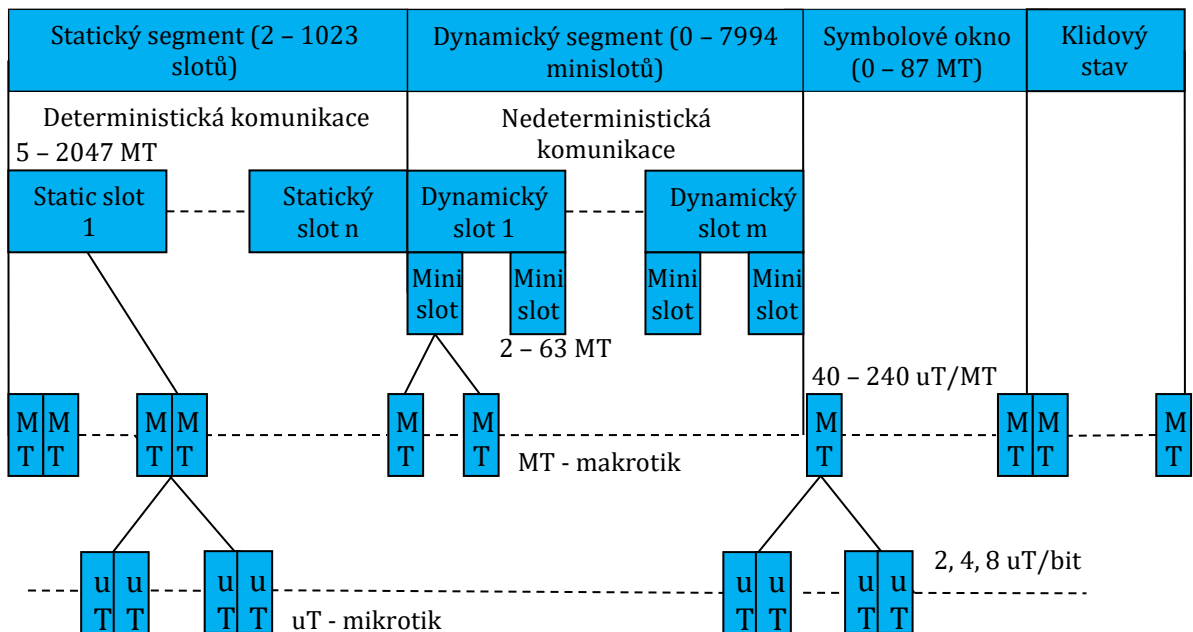 Statický segment (2 – 1023
slotů)
Dynamický segment (0 – 7994
minislotů)
Symbolové okno
(0 – 87 MT)
Klidový
stav
Deterministická komunikace
5 – 2047 MT
Nedeterministická
komunikace
Static slot
1
Statický
slot n
Dynamický
slot 1
Dynamický
slot m
Mini
slot
Mini
slot
Mini
slot
Mini
slot
2 – 63 MT
40 – 240 uT/MT
M
T
M
T
M
T
M
T
M
T
M
T
M
T
M
T
M
T
M
T
MT - makrotik
u
T
u
T
u
T
u
T
u
T
u
T
u
T
u
T
2, 4, 8 uT/bit
uT - mikrotik